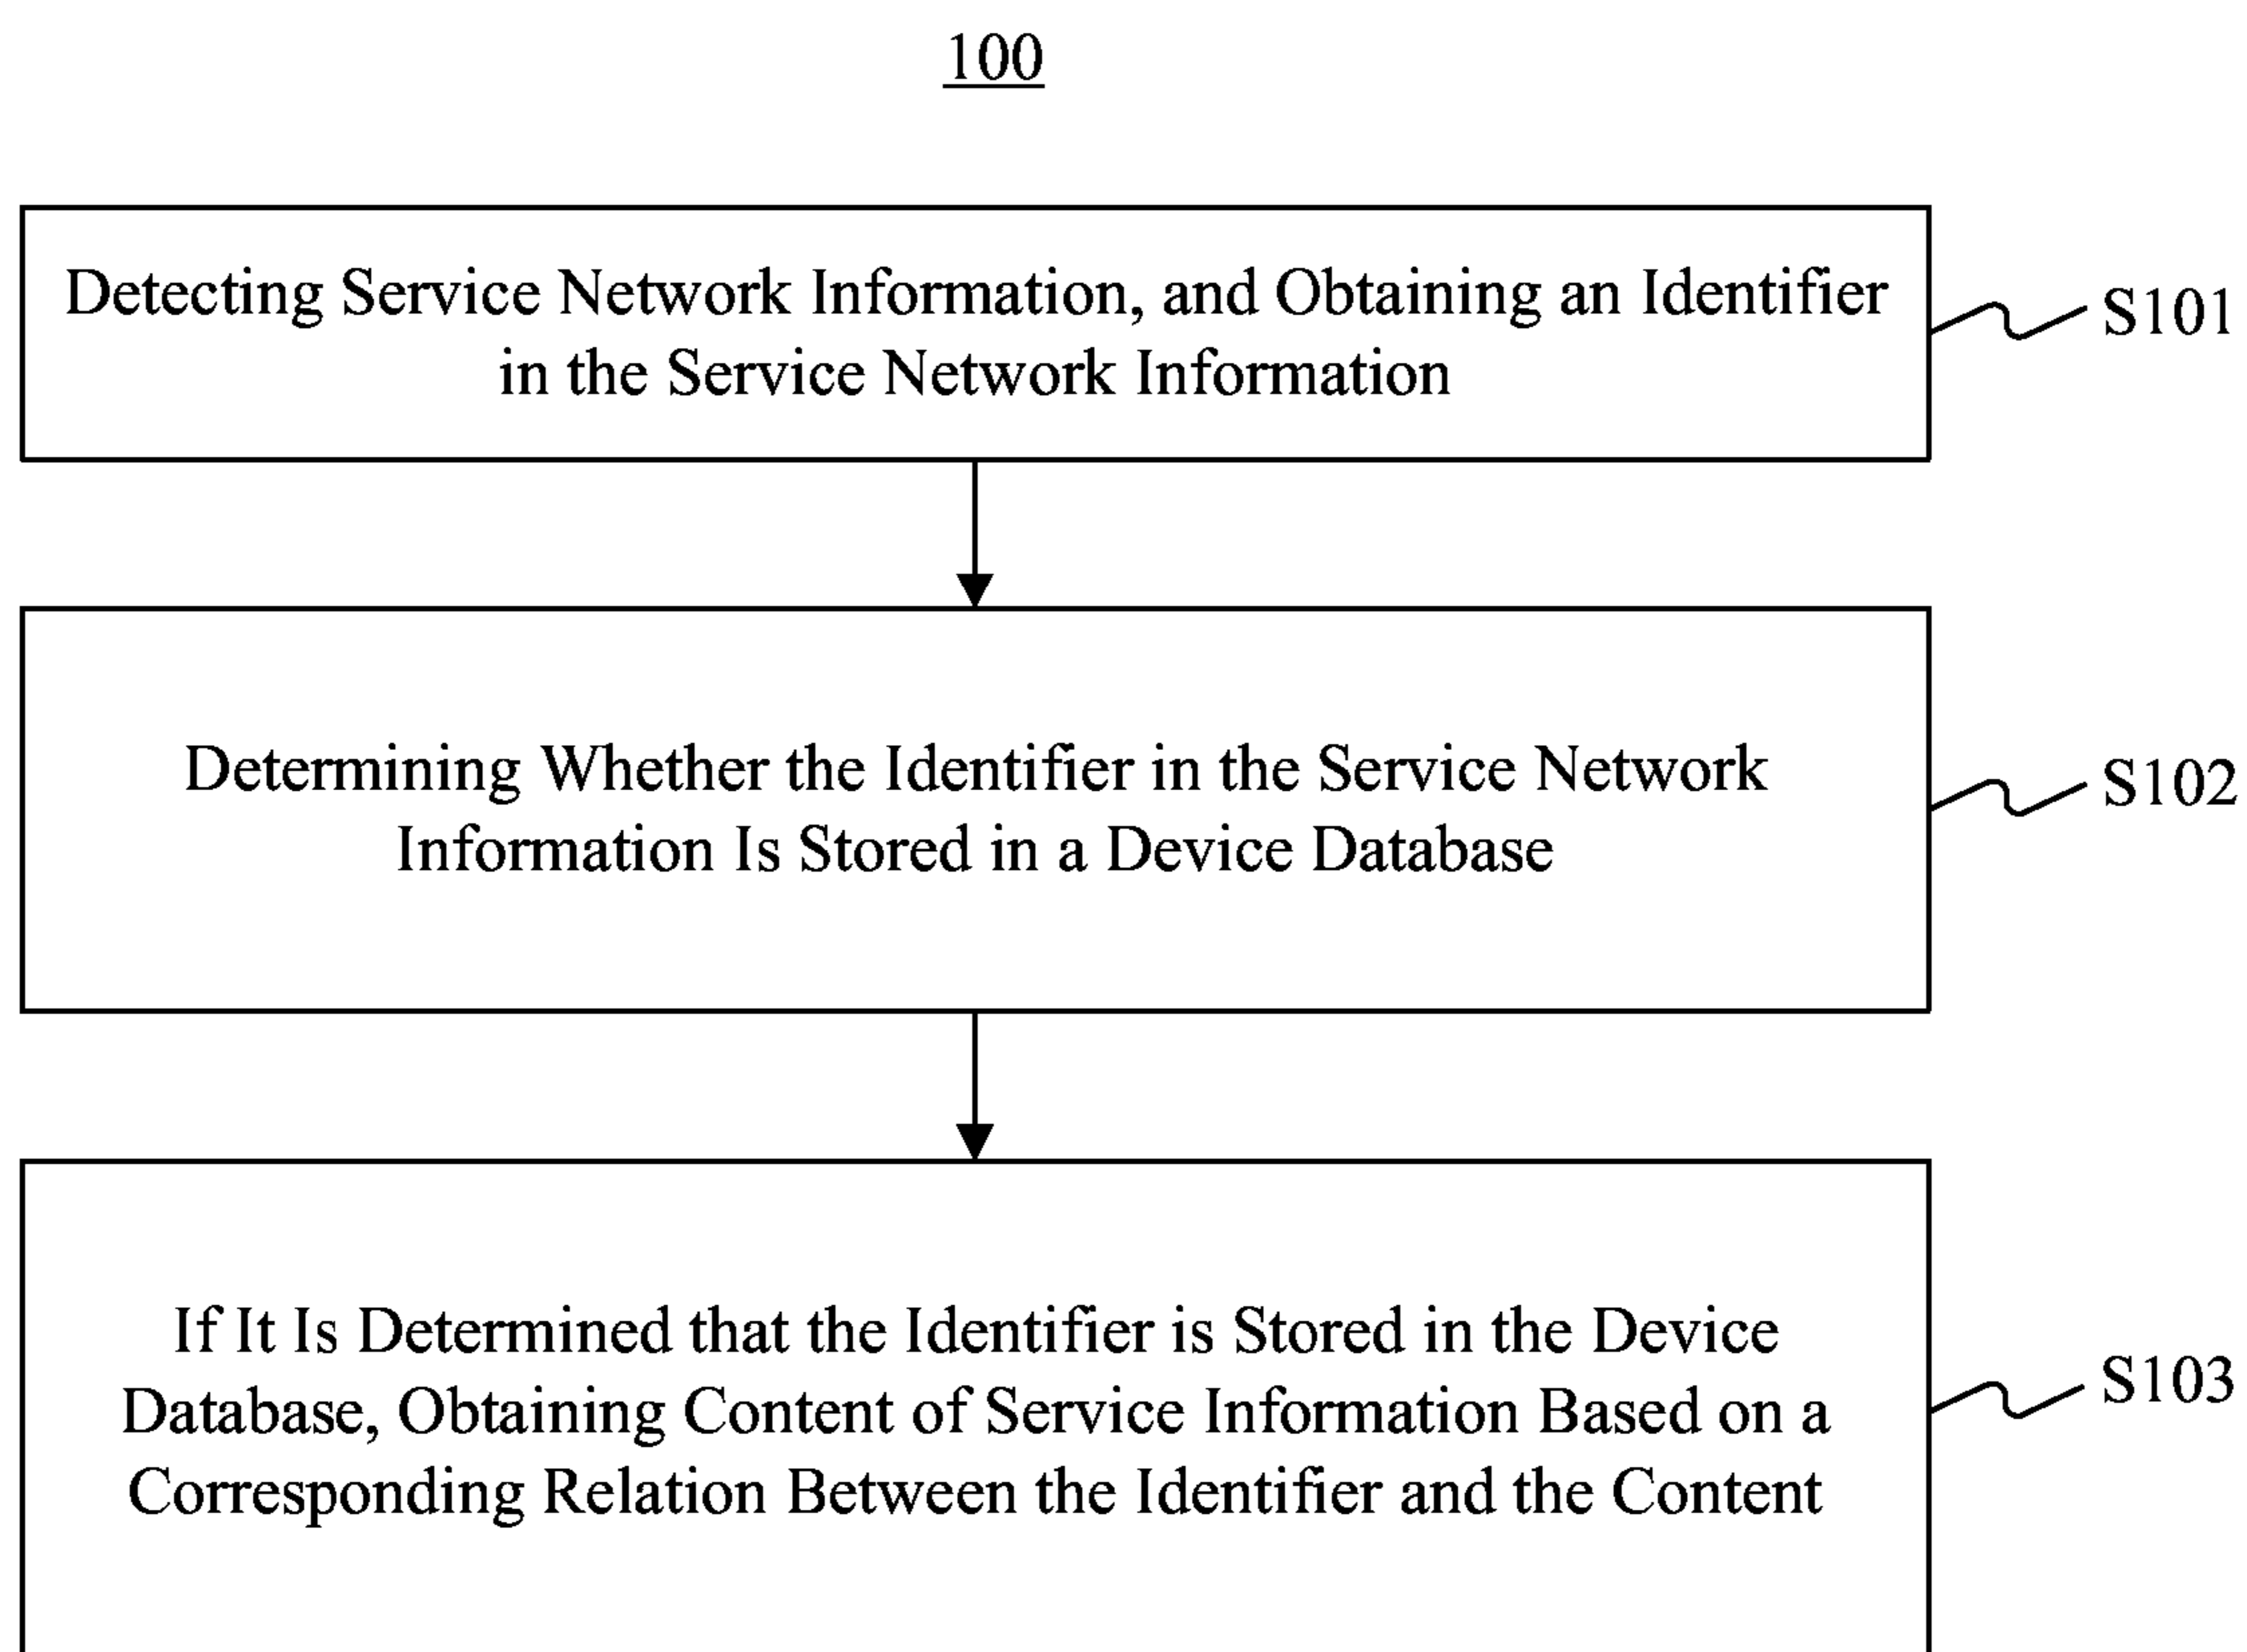 100
Detecting Service Network Information, and Obtaining an Identifier
in the Service Network Information
S101
Determining Whether the Identifier in the Service Network
Information Is Stored in a Device Database
S102
If It Is Determined that the Identifier is Stored in the Device
Database, Obtaining Content of Service Information Based on a
Corresponding Relation Between the Identifier and the Content
S103